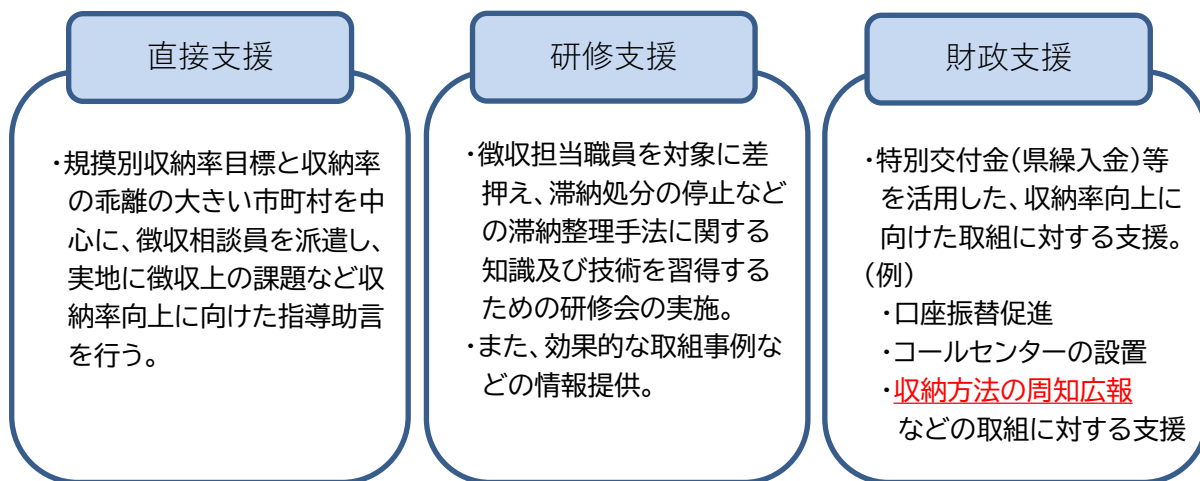 直接支援
・規摸別収納率目標と収納率
の乖離の大きい市町村を中
心に、徴収相談員を派遣し、
実地に徴収上の課題など収
納率向上に向けた指導助言
を行う。
研修支援
・徴収担当職員を対象に差
押え、滞納処分の停止など
の滞納整理手法に関する
知識及び技術を習得する
ための研修会の実施。
・また、効果的な取組事例な
どの情報提供。
財政支援
・特別交付金（県繰入金）等
を活用した、収納率向上に
向けた取組に対する支援。
（例）
・口座振替促進
・コールセンターの設置
・収納方法の周知広報
などの取組に対する支援